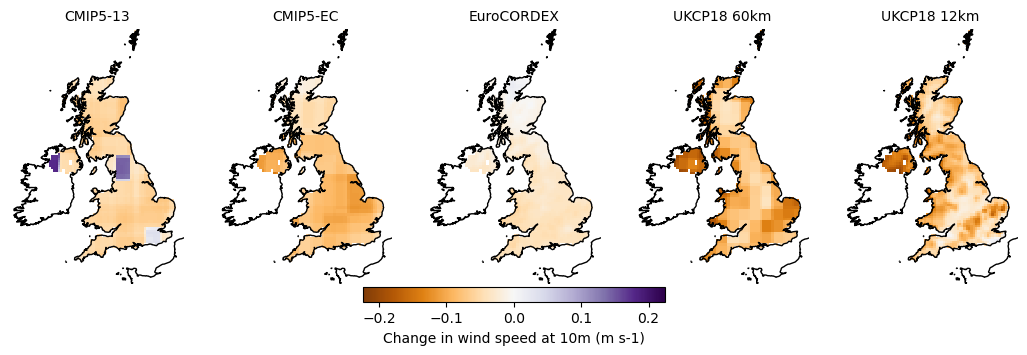 CMIP5-13 CMIP5-EC EuroCORDEX UKCP18 60km UKCP18 12km
−0.2 −0.1 0.0 0.1 0.2
Change in wind speed at 10m (m s-1)